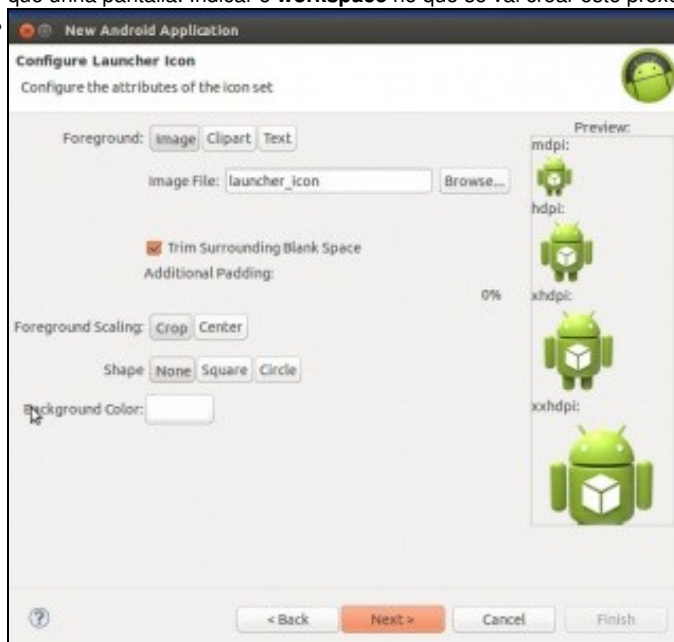 que unha pantalla. Indicar o workspace no que se vai crear este proxe
New Android Application
Configure Launcher Icon
Configure the attributes of the icon set
Foreground: Image Clipart Text
Image File: launcher_icon Browse...
Trim Surrounding Blank Space
Additional Padding:
0%
Foreground Scaling: Crop Center
Shape None Square Circle
Background Color:
Preview:
mdpi:
hdpi:
xhdpi:
xxhdpi:
< Back Next > Cancel Finish